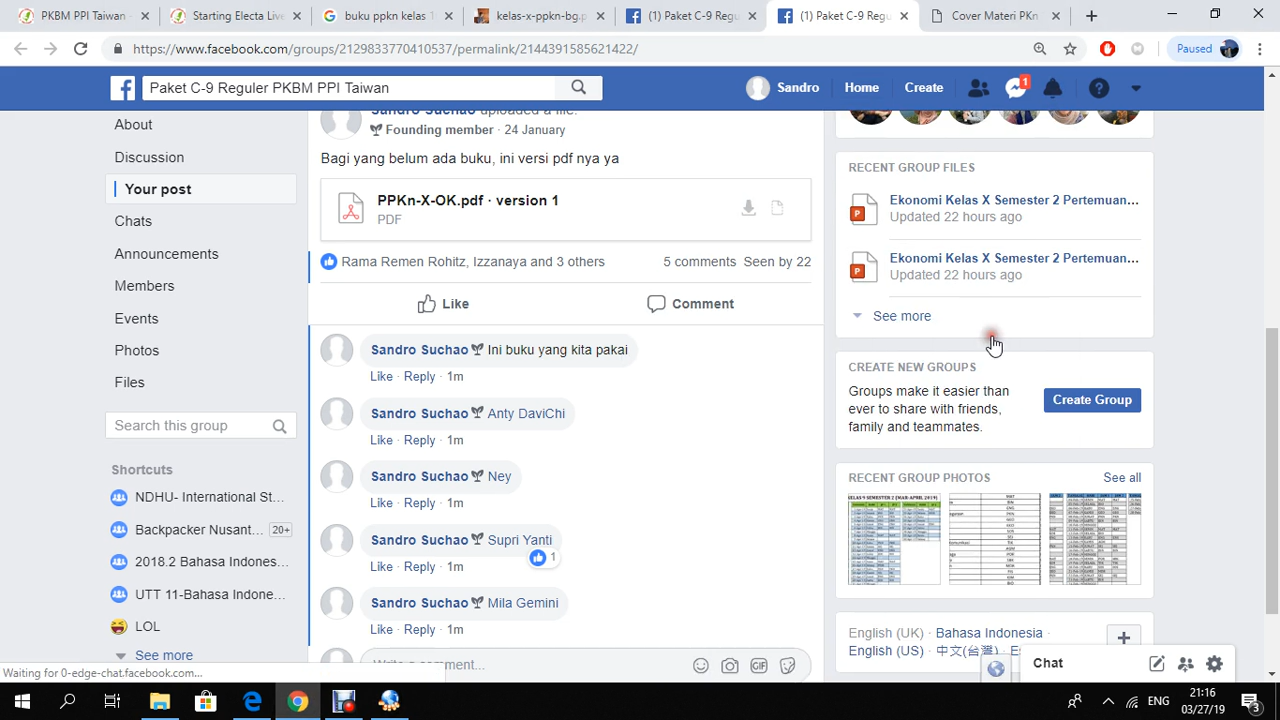 PKBM PPI Taiwan -
Starting Electa Live
buku ppkn kelas 1
kelas-x-ppkn-bg.p
(1) Paket C-9 Regu
(1) Paket C-9 Regu
Cover Materi PKn
https://www.facebook.com/groups/2129833770410537/permalink/2144391585621422/
Paused
Paket C-9 Reguler PKBM PPI Taiwan
Sandro
Home
Create
1
About
Discussion
Your post
Chats
Announcements
Members
Events
Photos
Files
Search this group
Shortcuts
NDHU- International St...
Backpacker Nusant...
20+
UTT 11-Bahasa Indone...
LOL
See more
Sandro Suchao uploaded a file.
Founding member · 24 January
Bagi yang belum ada buku, ini versi pdf nya ya
PPKn-X-OK.pdf · version 1
PDF
Rama Remen Rohitz, Izzanaya and 3 others
5 comments Seen by 22
Like
Comment
Sandro Suchao Ini buku yang kita pakai
Like · Reply · 1m
Sandro Suchao Anty DaviChi
Like · Reply · 1m
Sandro Suchao Ney
Like · Reply · 1m
Sandro Suchao Supri Yanti
1
Like · Reply · 1m
Sandro Suchao Mila Gemini
Like · Reply · 1m
Write a comment...
GIF
RECENT GROUP FILES
Ekonomi Kelas X Semester 2 Pertemuan...
Updated 22 hours ago
Ekonomi Kelas X Semester 2 Pertemuan...
Updated 22 hours ago
See more
CREATE NEW GROUPS
Groups make it easier than
ever to share with friends,
family and teammates.
Create Group
RECENT GROUP PHOTOS
See all
KELAS 9 SEMESTER 2 (MAR-APRIL 2019)
English (UK) · Bahasa Indonesia ·
English (US) · 中文(台灣) ·
Chat
Waiting for 0-edge-chat.facebook.com...
ENG
21:16
03/27/19
3